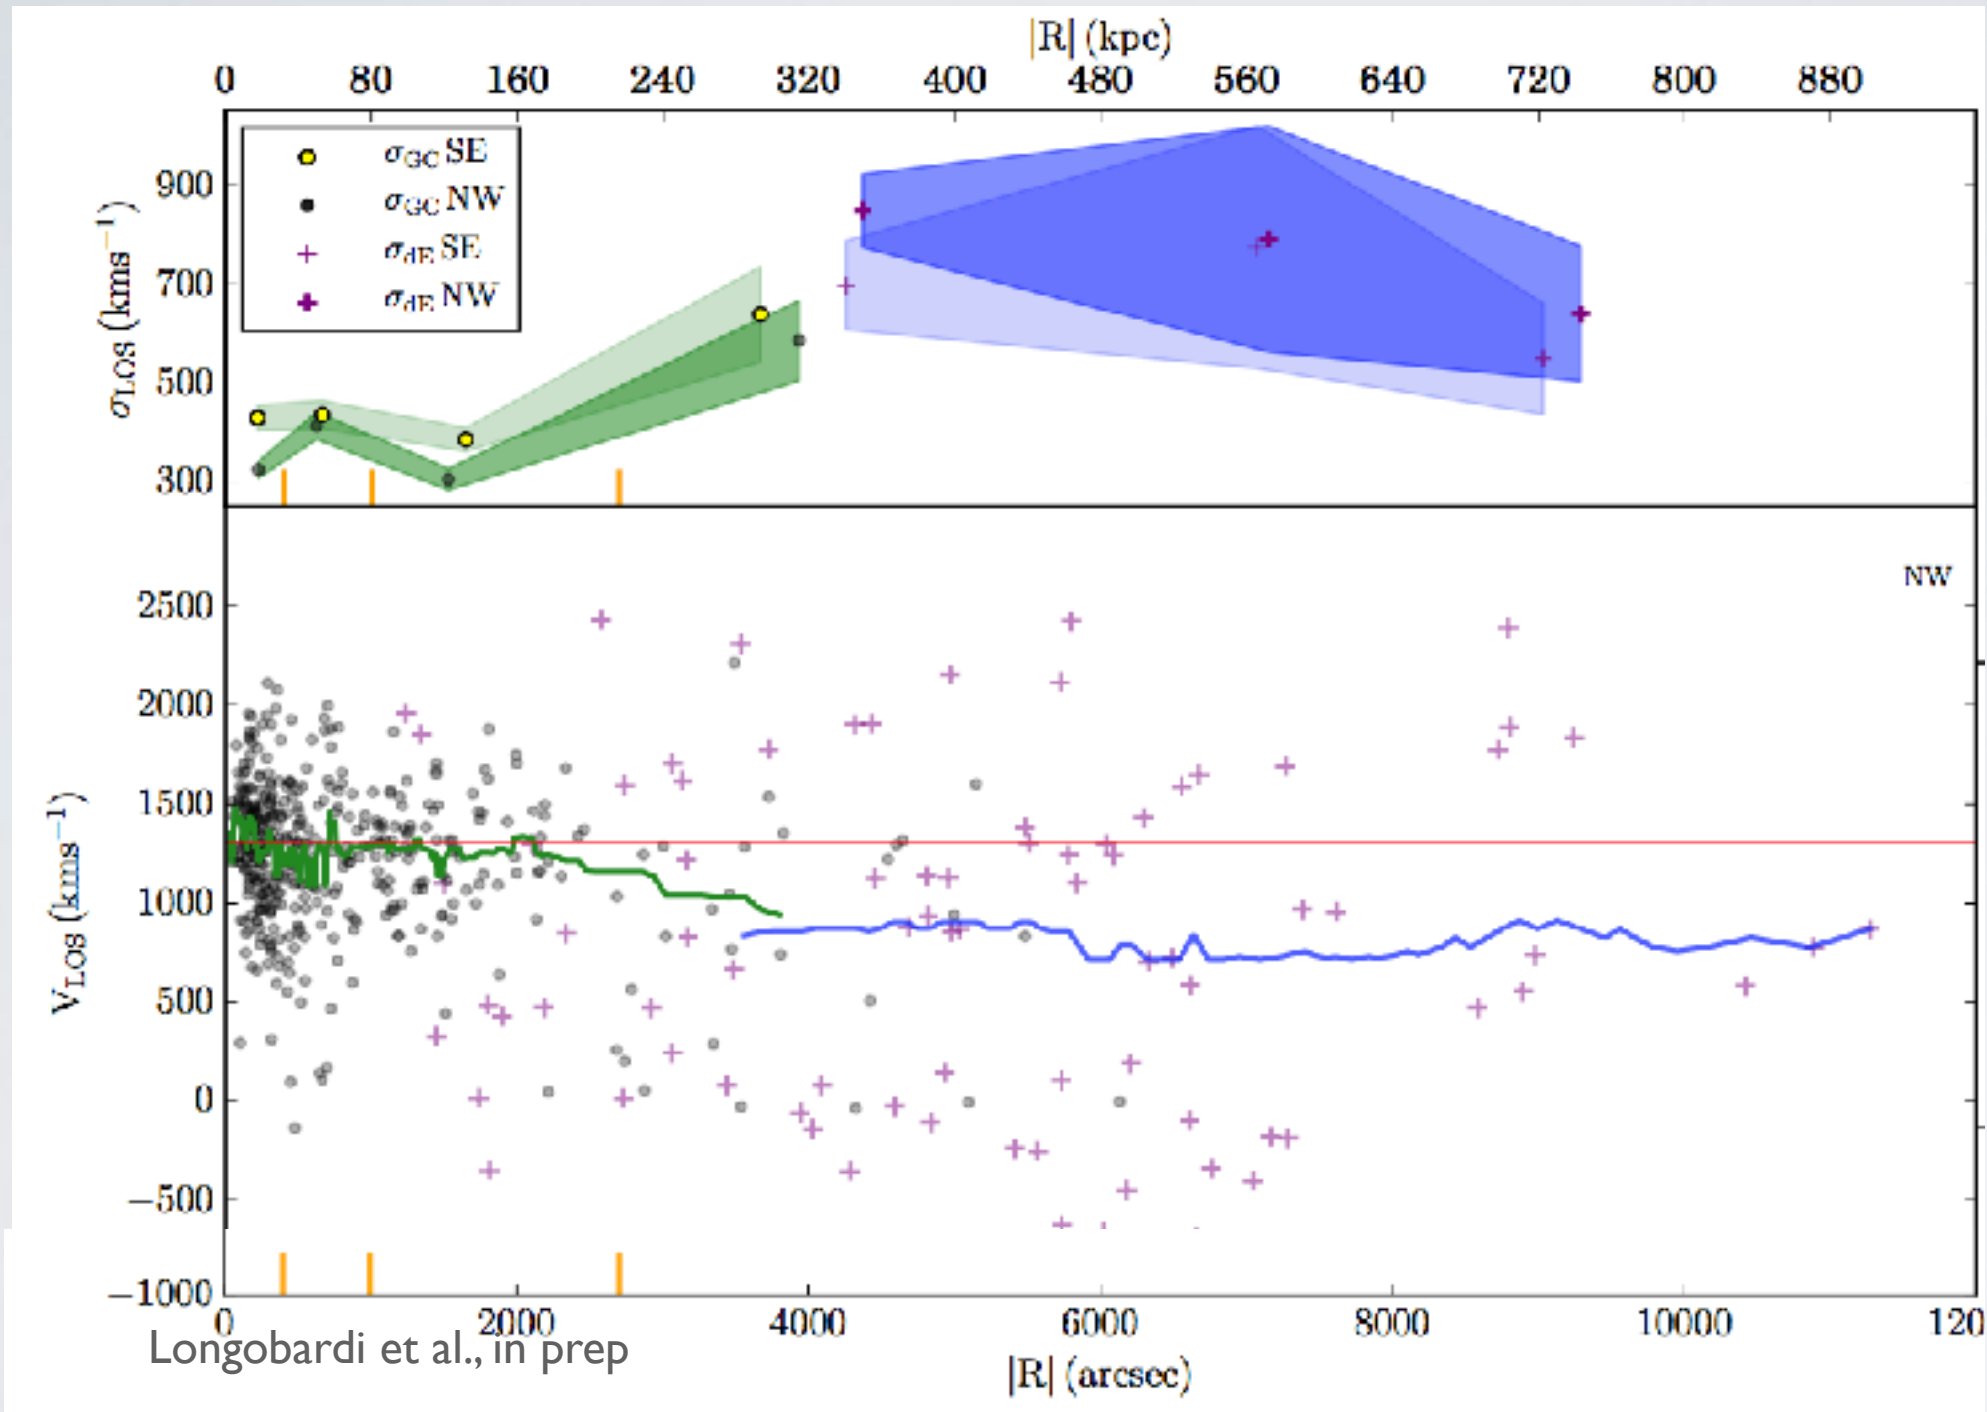 |R| (kpc)
0 80 160 240 320 400 480 560 640 720 800 880
σGC SE
σGC NW
σdE SE
σdE NW
900
700
500
300
σLOS (kms−1)
NW
2500
2000
1500
1000
500
0
−500
−1000
VLOS (kms−1)
0 2000 4000 6000 8000 10000 120
Longobardi et al., in prep
|R| (arcsec)